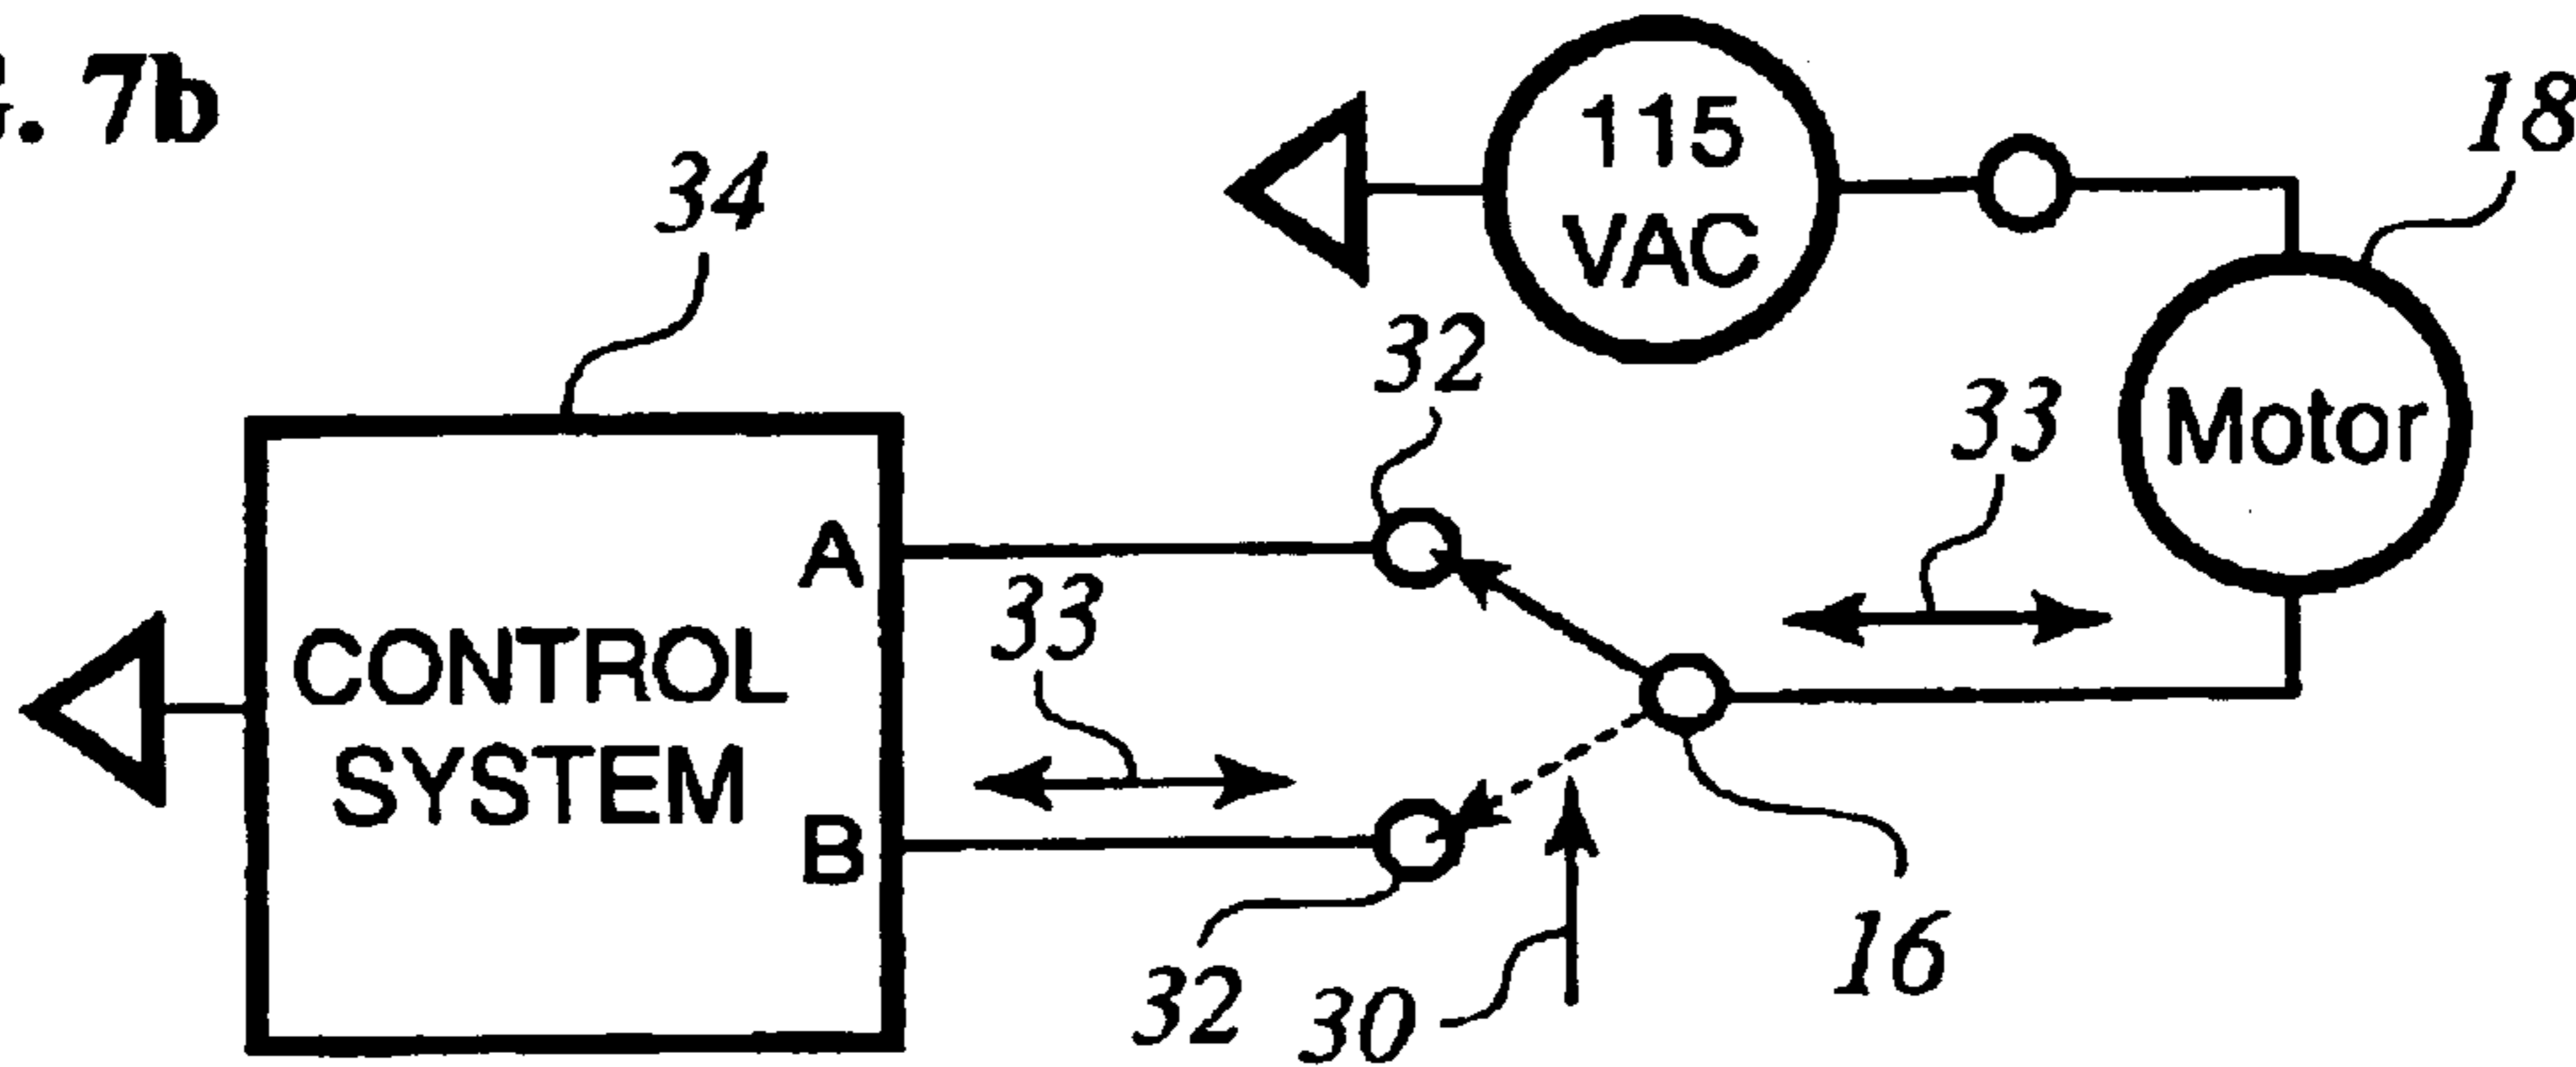 . 7b
115
VAC
18
34
32
33
Motor
A
33
CONTROL
SYSTEM
B
32
30
16